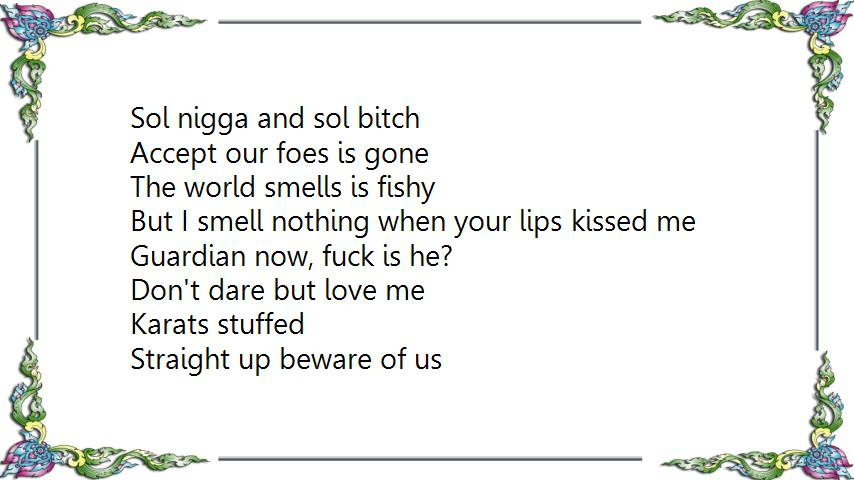 Sol nigga and sol bitch
Accept our foes is gone
The world smells is fishy
But I smell nothing when your lips kissed me
Guardian now, fuck is he?
Don't dare but love me
Karats stuffed
Straight up beware of us